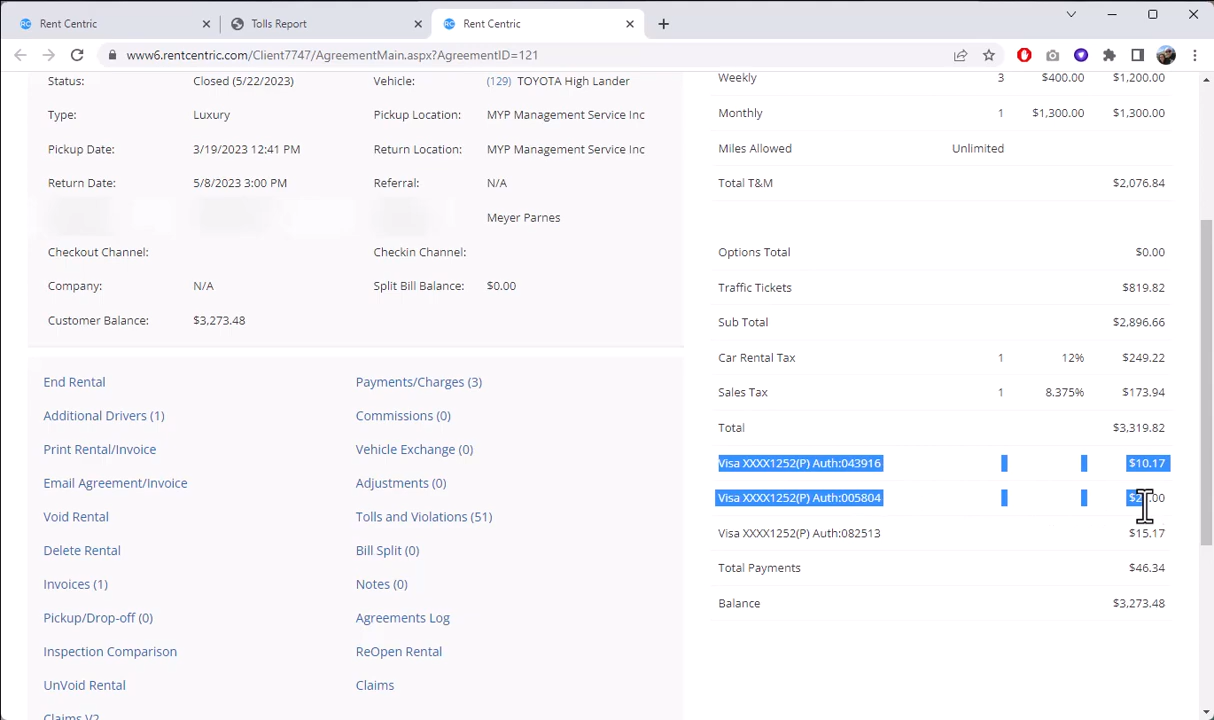 Rent Centric
Tolls Report
Rent Centric
www6.rentcentric.com/Client7747/AgreementMain.aspx?AgreementID=121
Status: Closed (5/22/2023) Vehicle: (129) TOYOTA High Lander
Type: Luxury Pickup Location: MYP Management Service Inc
Pickup Date: 3/19/2023 12:41 PM Return Location: MYP Management Service Inc
Return Date: 5/8/2023 3:00 PM Referral: N/A
Meyer Parnes
Checkout Channel: Checkin Channel:
Company: N/A Split Bill Balance: $0.00
Customer Balance: $3,273.48
End Rental Payments/Charges (3)
Additional Drivers (1) Commissions (0)
Print Rental/Invoice Vehicle Exchange (0)
Email Agreement/Invoice Adjustments (0)
Void Rental Tolls and Violations (51)
Delete Rental Bill Split (0)
Invoices (1) Notes (0)
Pickup/Drop-off (0) Agreements Log
Inspection Comparison ReOpen Rental
UnVoid Rental Claims
Claims V2
Weekly 3 $400.00 $1,200.00
Monthly 1 $1,300.00 $1,300.00
Miles Allowed Unlimited
Total T&M $2,076.84
Options Total $0.00
Traffic Tickets $819.82
Sub Total $2,896.66
Car Rental Tax 1 12% $249.22
Sales Tax 1 8.375% $173.94
Total $3,319.82
Visa XXXX1252(P) Auth:043916 $10.17
Visa XXXX1252(P) Auth:005804
Visa XXXX1252(P) Auth:082513 $15.17
Total Payments $46.34
Balance $3,273.48